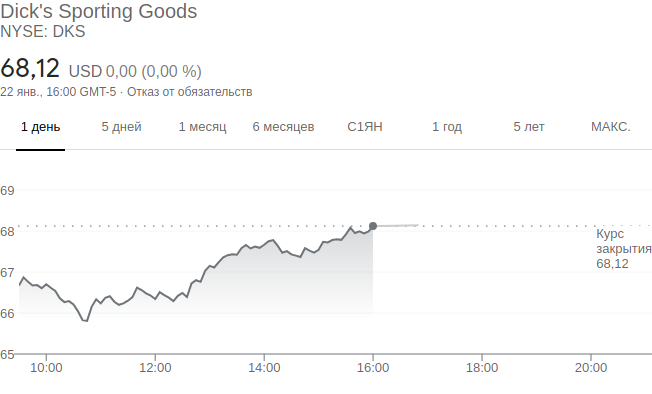 Dick's Sporting Goods
NYSE: DKS
68,12 USD 0,00 (0,00 %)
22 янв., 16:00 GMT-5 · Отказ от обязательств
1 день 5 дней 1 месяц 6 месяцев С1ЯН 1 год 5 лет МАКС.
69
68
Курс
закрытия
68,12
67
66
65
10:00 12:00 14:00 16:00 18:00 20:00